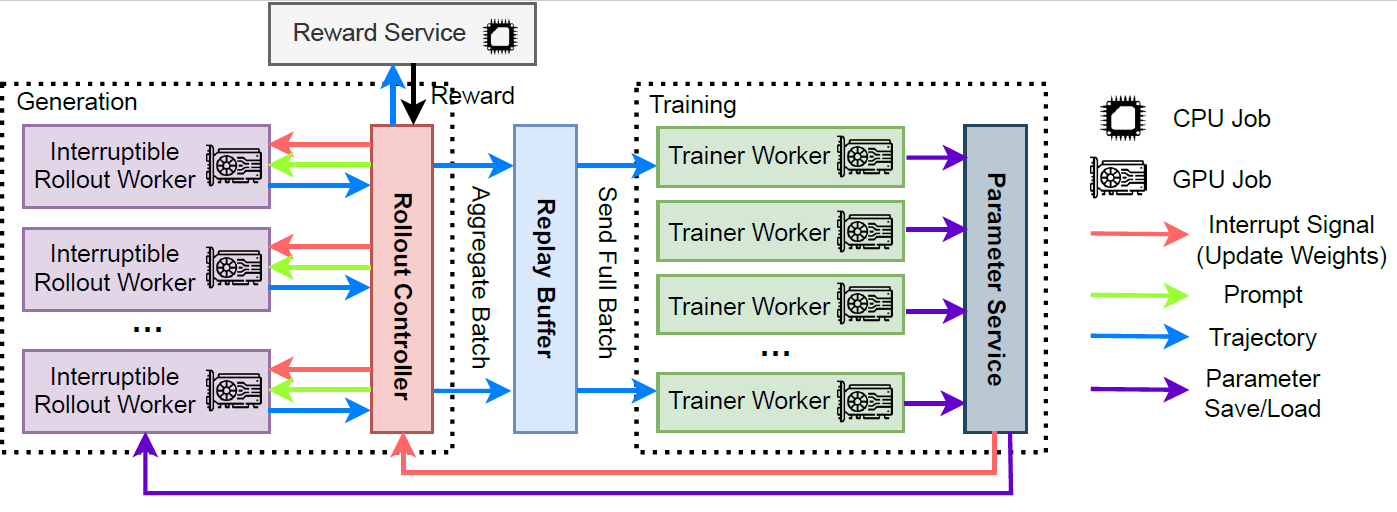 Reward Service
Reward
Generation
Interruptible
Rollout Worker
Interruptible
Rollout Worker
...
Interruptible
Rollout Worker
Rollout Controller
Aggregate Batch
Replay Buffer
Send Full Batch
Training
Trainer Worker
Trainer Worker
Trainer Worker
...
Trainer Worker
Parameter Service
CPU Job
GPU Job
Interrupt Signal
(Update Weights)
Prompt
Trajectory
Parameter
Save/Load